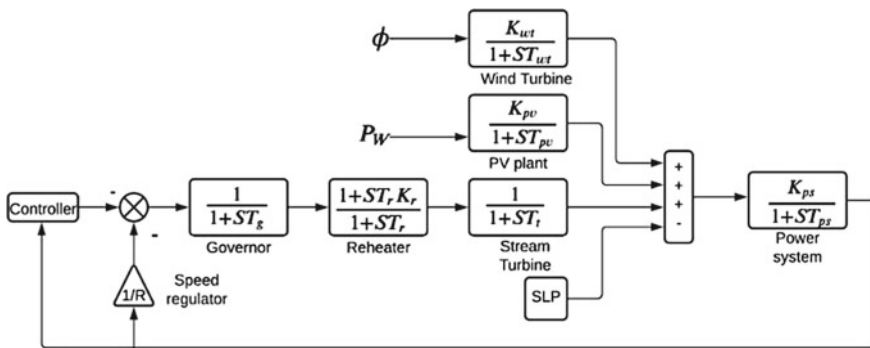 ϕ
K_wt
1+ST_wt
Wind Turbine
P_W
K_pv
1+ST_pv
PV plant
+
+
+
-
Controller
-
-
1
1+ST_g
Governor
1+ST_r K_r
1+ST_r
Reheater
1
1+ST_t
Stream
Turbine
K_ps
1+ST_ps
Power
system
1/R
Speed
regulator
SLP